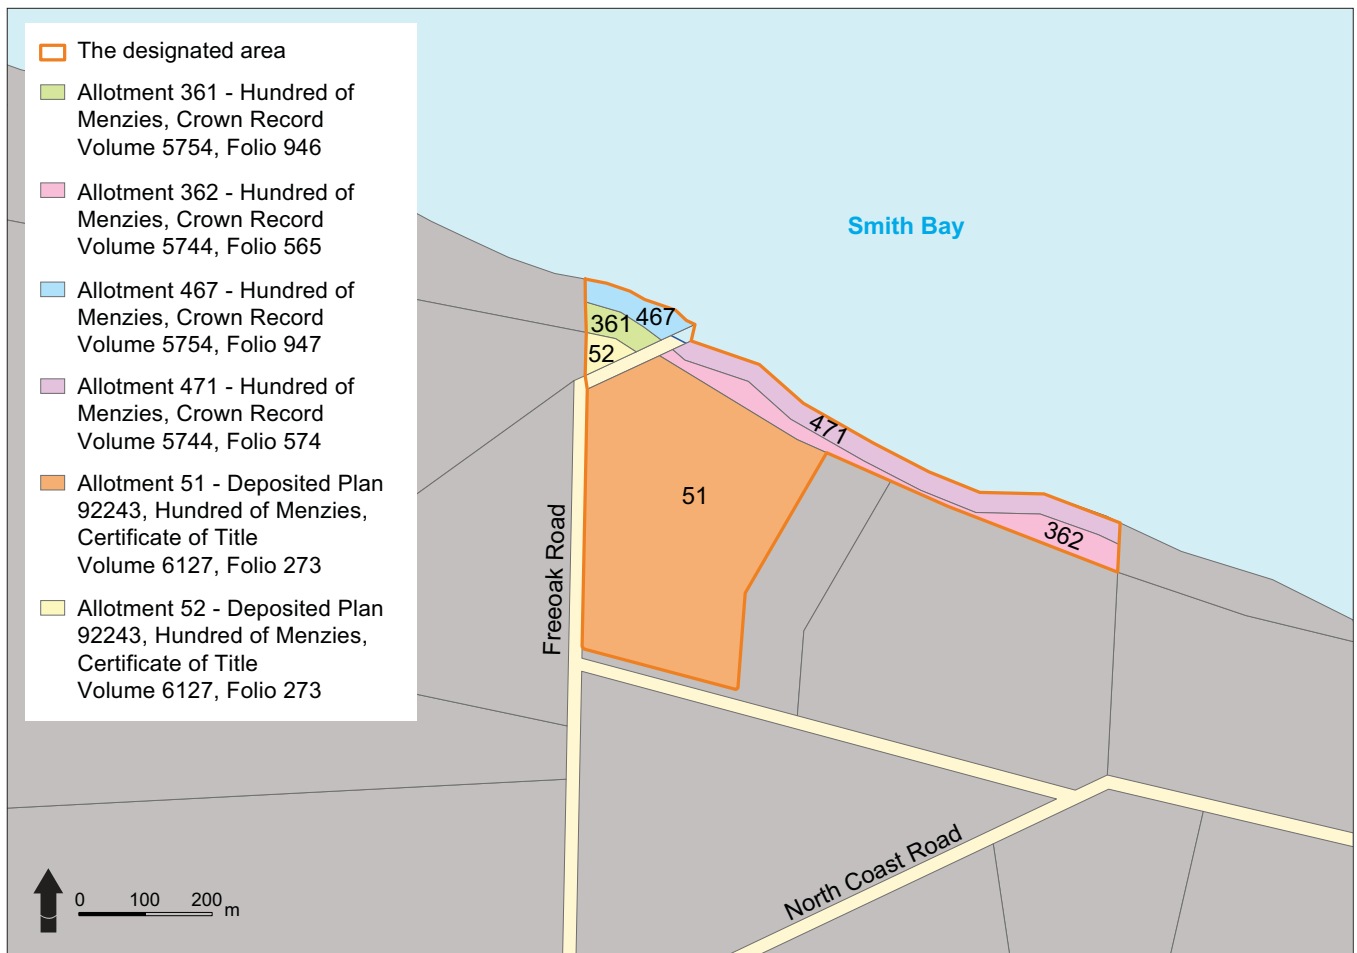 The designated area
Allotment 361 - Hundred of
Menzies, Crown Record
Volume 5754, Folio 946
Allotment 362 - Hundred of
Menzies, Crown Record
Volume 5744, Folio 565
Allotment 467 - Hundred of
Menzies, Crown Record
Volume 5754, Folio 947
Allotment 471 - Hundred of
Menzies, Crown Record
Volume 5744, Folio 574
Allotment 51 - Deposited Plan
92243, Hundred of Menzies,
Certificate of Title
Volume 6127, Folio 273
Allotment 52 - Deposited Plan
92243, Hundred of Menzies,
Certificate of Title
Volume 6127, Folio 273
Smith Bay
467
361
52
471
51
362
Freeoak Road
North Coast Road
0 100 200 m